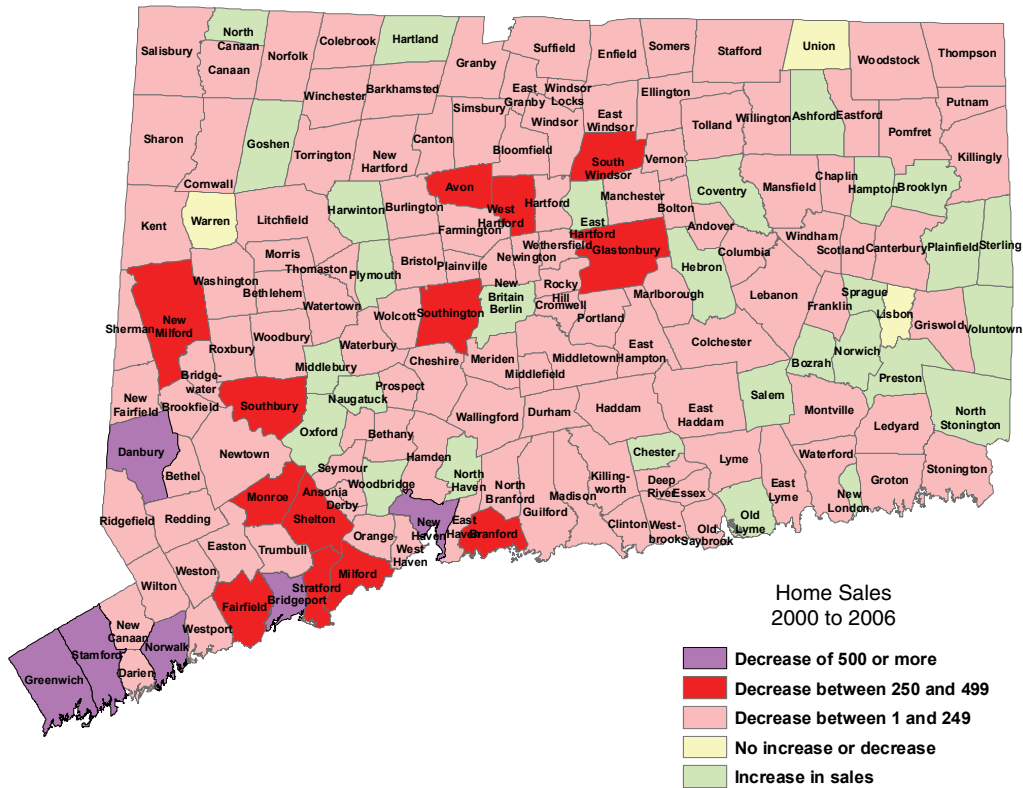 North
Canaan
Hartland
Union
Salisbury
Canaan
Norfolk
Colebrook
Granby
Suffield
Enfield
Somers
Stafford
Woodstock
Thompson
Winchester
Barkhamsted
Simsbury
East
Granby
Windsor
Locks
Windsor
East
Windsor
Ellington
Tolland
Willington
Ashford
Eastford
Putnam
Pomfret
Killingly
Sharon
Goshen
Torrington
New
Hartford
Canton
Bloomfield
South
Windsor
Vernon
Coventry
Mansfield
Chaplin
Hampton
Brooklyn
Cornwall
Kent
Warren
Litchfield
Harwinton
Burlington
Avon
West
Hartford
Hartford
Farmington
East
Hartford
Manchester
Bolton
Andover
Columbia
Windham
Scotland
Canterbury
Plainfield
Sterling
Morris
Thomaston
Plymouth
Bristol
Plainville
Wethersfield
Newington
Glastonbury
Hebron
Washington
Bethlehem
Watertown
Wolcott
Southington
New
Britain
Berlin
Rocky
Hill
Cromwell
Portland
Marlborough
Lebanon
Franklin
Sprague
Lisbon
Griswold
Voluntown
Sherman
New
Milford
Roxbury
Woodbury
Waterbury
Cheshire
Meriden
Middletown
Middlefield
East
Hampton
Colchester
Bozrah
Norwich
Preston
Bridge-
water
Middlebury
Naugatuck
Prospect
New
Fairfield
Brookfield
Southbury
Oxford
Bethany
Wallingford
Durham
Haddam
East
Haddam
Salem
Montville
Ledyard
North
Stonington
Danbury
Bethel
Newtown
Seymour
Woodbridge
Hamden
North
Haven
North
Branford
Guilford
Madison
Killing-
worth
Chester
Deep
River
Essex
Lyme
East
Lyme
Waterford
New
London
Groton
Stonington
Ridgefield
Redding
Monroe
Ansonia
Derby
Shelton
Orange
New
Haven
East
Haven
Branford
Clinton
West-
brook
Old
Saybrook
Old
Lyme
Easton
Trumbull
West
Haven
Wilton
Weston
Fairfield
Bridgeport
Stratford
Milford
New
Canaan
Norwalk
Westport
Greenwich
Stamford
Darien
Home Sales
2000 to 2006
Decrease of 500 or more
Decrease between 250 and 499
Decrease between 1 and 249
No increase or decrease
Increase in sales